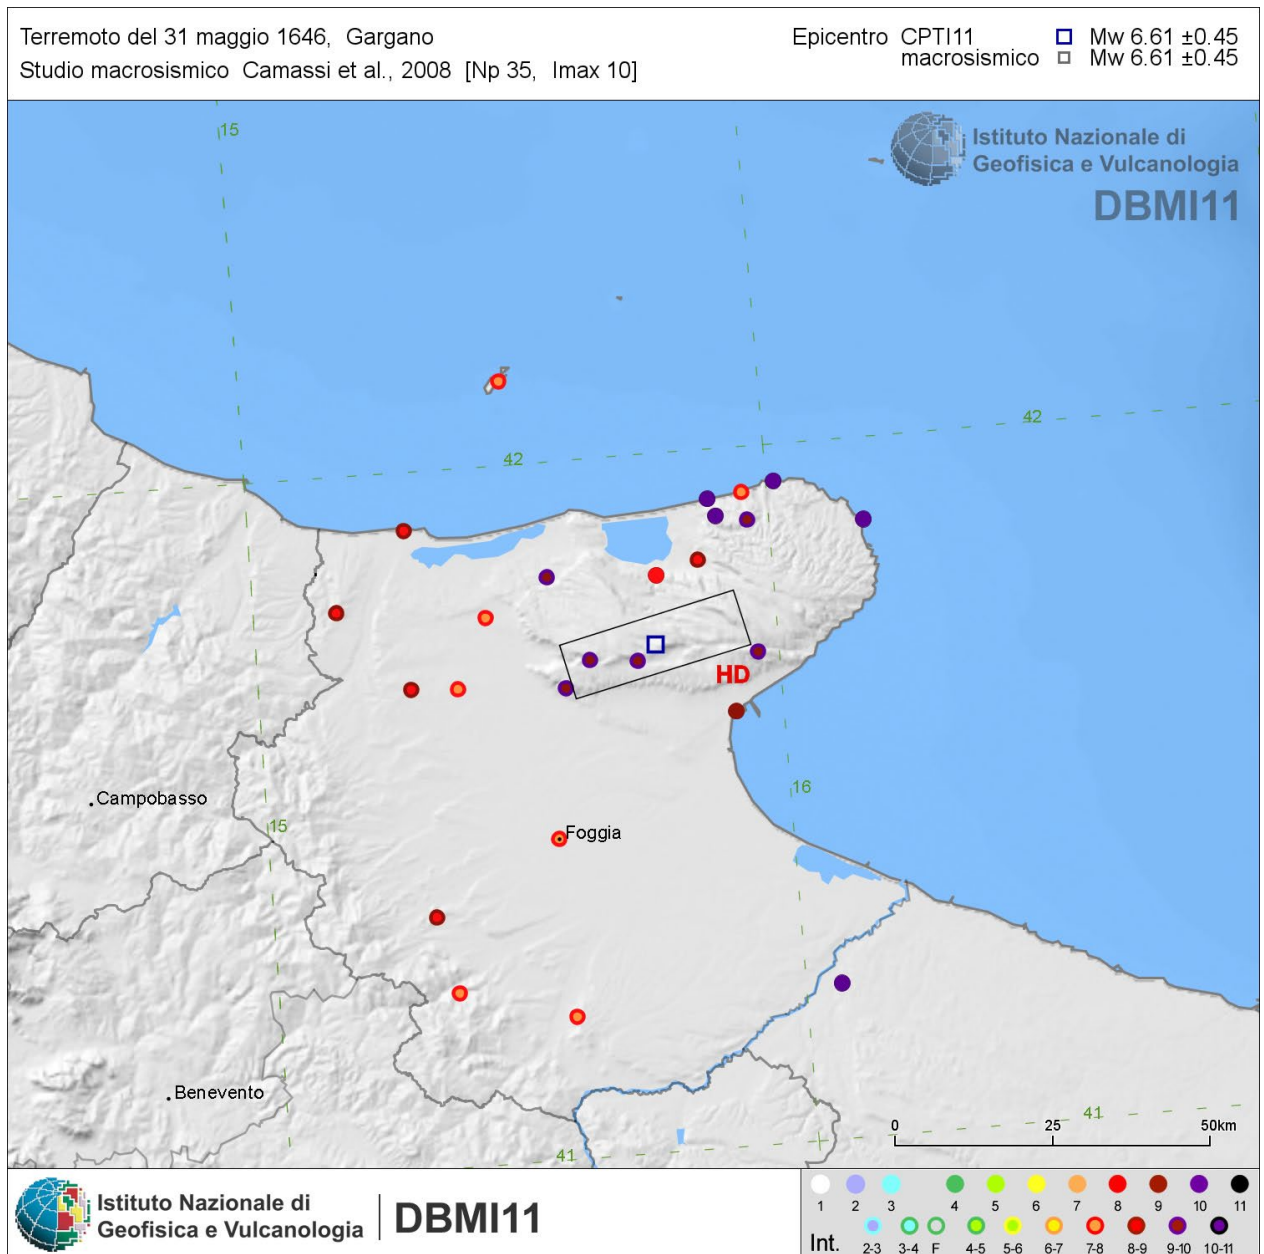 Terremoto del 31 maggio 1646, Gargano
Studio macrosismico Camassi et al., 2008 [Np 35, Imax 10]
Epicentro CPTI11 Mw 6.61 ±0.45
macrosismico Mw 6.61 ±0.45
15
Istituto Nazionale di
Geofisica e Vulcanologia
DBMI11
42
42
HD
16
Campobasso
15
Foggia
Benevento
41
41
0 25 50km
Istituto Nazionale di
Geofisica e Vulcanologia
DBMI11
1 2 3 4 5 6 7 8 9 10 11
Int. 2-3 3-4 F 4-5 5-6 6-7 7-8 8-9 9-10 10-11